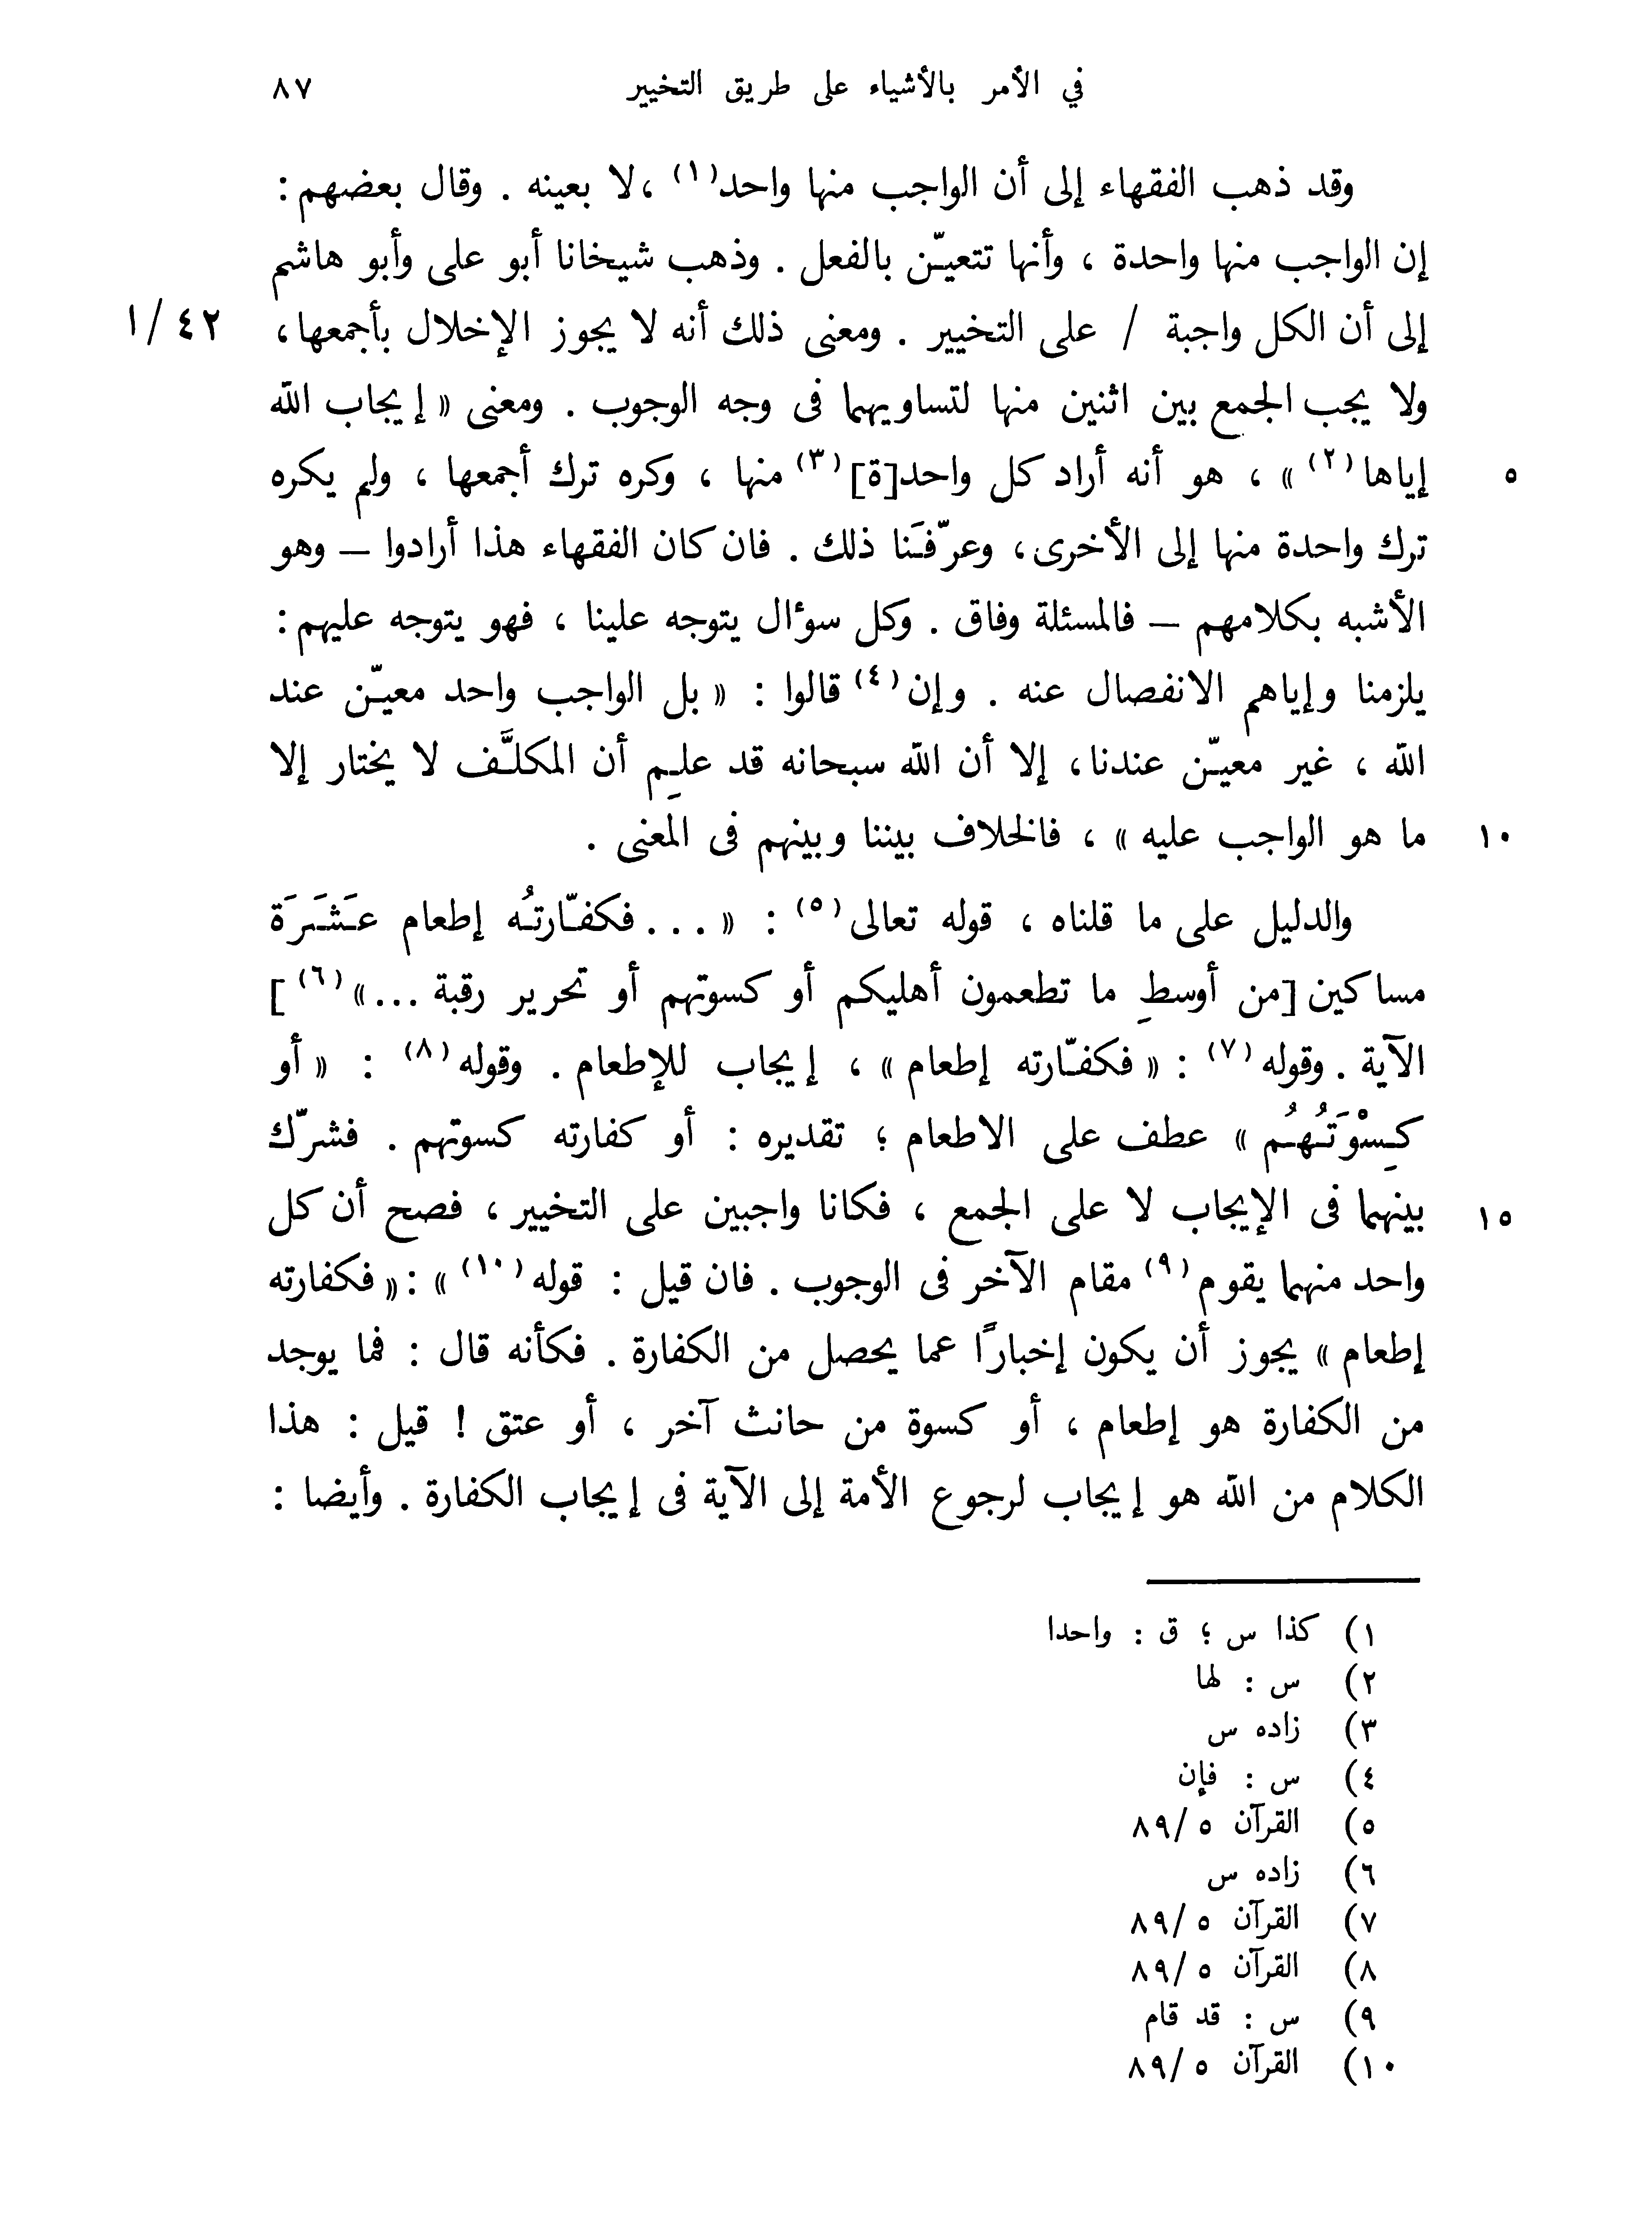 في الأمر بالأشياء على طريق التخيير ٨٧
وقد ذهب الفقهاء إلى أن الواجب منها واحد(١) ،لا بعينه . وقال بعضهم :
إن الواجب منها واحدة ، وأنها تتعيّن بالفعل . وذهب شيخانا أبو على وأبو هاشم
إلى أن الكل واجبة / على التخيير . ومعنى ذلك أنه لا يجوز الإخلال بأجمعها، ٤٢/ ا
ولا يجب الجمع بين اثنين منها لتساويهما فى وجه الوجوب . ومعنى « إيجاب الله
٥ إياها(٢) » ، هو أنه أراد كل واحد[ة](٣) منها ، وكره ترك أجمعها ، ولم يكره
ترك واحدة منها إلى الأخرى، وعرّفَنا ذلك . فان كان الفقهاء هذا أرادوا – وهو
الأشبه بكلامهم – فالمسئلة وفاق . وكل سؤال يتوجه علينا ، فهو يتوجه عليهم :
يلزمنا وإياهم الانفصال عنه . وإن(٤) قالوا : « بل الواجب واحد معيّن عند
الله ، غير معيّن عندنا، إلا أن الله سبحانه قد علِم أن المكلَّف لا يختار إلا
١٠ ما هو الواجب عليه » ، فالخلاف بيننا وبينهم فى المعنى .
والدليل على ما قلناه ، قوله تعالى(٥) : « ... فكفّارتُه إطعام عَشَرَة
مساكين [من أوسطِ ما تطعمون أهليكم أو كسوتهم أو تحرير رقبة ...»(٦) ]
الآية . وقوله(٧) : « فكفّارته إطعام » ، إيجاب للإطعام . وقوله(٨) : « أو
كِسْوَتُهُم » عطف على الاطعام ؛ تقديره : أو كفارته كسوتهم . فشرّك
١٥ بينهما فى الإيجاب لا على الجمع ، فكانا واجبين على التخيير ، فصح أن كل
واحد منهما يقوم(٩) مقام الآخر فى الوجوب . فان قيل : قوله(١٠) » : « فكفارته
إطعام » يجوز أن يكون إخبارًا عما يحصل من الكفارة . فكأنه قال : فما يوجد
من الكفارة هو إطعام ، أو كسوة من حانث آخر ، أو عتق ! قيل : هذا
الكلام من الله هو إيجاب لرجوع الأمة إلى الآية فى إيجاب الكفارة . وأيضا :
١) كذا س ؛ ق : واحدا
٢) س : لها
٣) زاده س
٤) س : فإن
٥) القرآن ٥ /٨٩
٦) زاده س
٧) القرآن ٥ /٨٩
٨) القرآن ٥ /٨٩
٩) س : قد قام
١٠) القرآن ٥ /٨٩